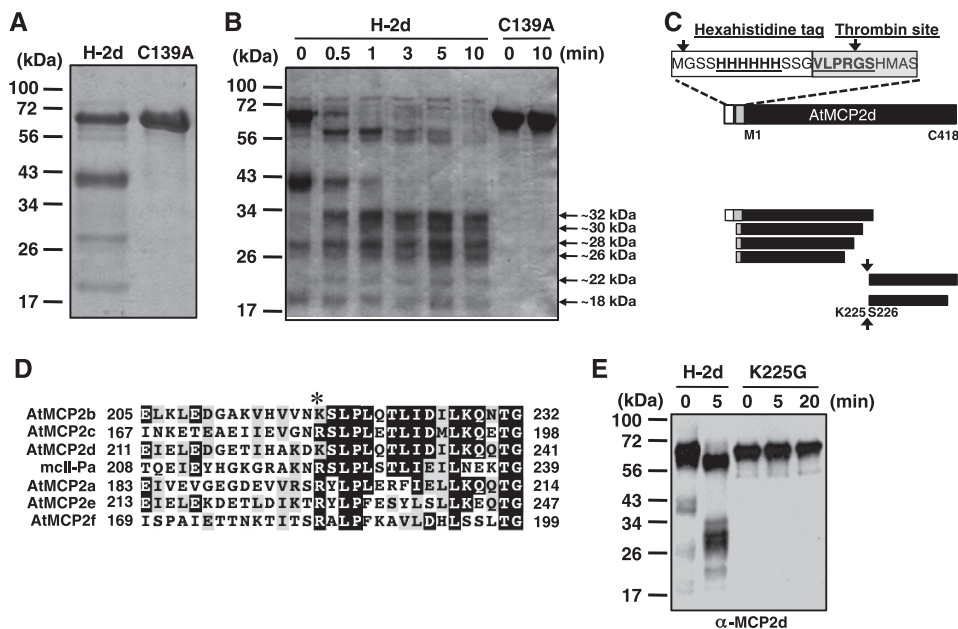 A
(kDa) H-2d C139A
100
72
56
43
34
26
17
B
H-2d C139A
(kDa) 0 0.5 1 3 5 10 0 10 (min)
100
72
56
43
34
26
17
~32 kDa
~30 kDa
~28 kDa
~26 kDa
~22 kDa
~18 kDa
C
Hexahistidine tag Thrombin site
MGSSHHHHHHSSGVLPRGSHMAS
AtMCP2d
M1 C418
K225 S226
D
*
AtMCP2b 205 ELKLEDGAKVHVVNKSLPLQTLIDILKQNTG 232
AtMCP2c 167 INKETEAEIIEVGNRSLPLETLIDMLKQETG 198
AtMCP2d 211 EIELEDGETIHAKDKSLPLQTLIDILKQQTG 241
mcII-Pa 208 TQEIEYHGKGRAKNRSLPLSTLIEILNEKTG 239
AtMCP2a 183 EIVEVGEGDEVRSRYLPLERFIELLKQQTG 214
AtMCP2e 213 EIELEKDETLDIKTRYLPFESYLSLLKEQTG 247
AtMCP2f 169 ISPAIETTNKTITSRALPFKAVLDHLSSLTG 199
E
H-2d K225G
(kDa) 0 5 0 5 20 (min)
100
72
56
43
34
26
17
α-MCP2d